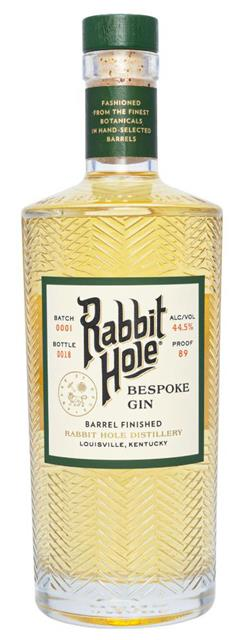 FASHIONED
FROM THE FINEST
BOTANICALS
IN HAND-SELECTED
BARRELS
BATCH
0001
BOTTLE
0018
Rabbit
Hole®
ALC/VOL
44.5%
PROOF
89
BESPOKE
GIN
BARREL FINISHED
RABBIT HOLE DISTILLERY
LOUISVILLE, KENTUCKY